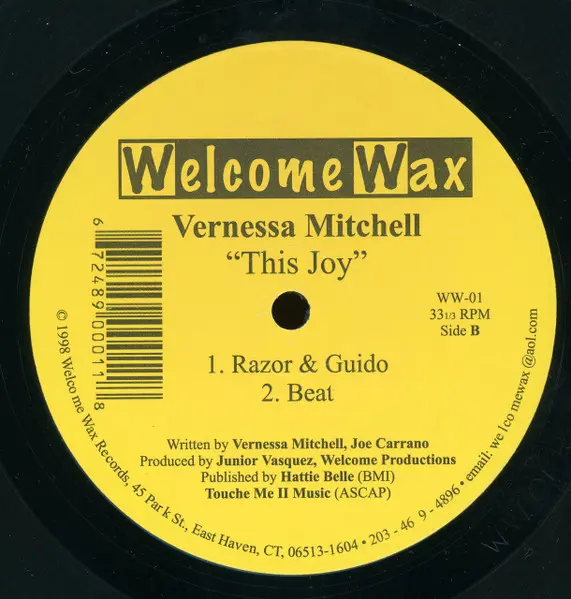 Welcome Wax
Vernessa Mitchell
“This Joy”
6 72489 00011 8
WW-01
33 1/3 RPM
Side B
1. Razor & Guido
2. Beat
Written by Vernessa Mitchell, Joe Carrano
Produced by Junior Vasquez, Welcome Productions
Published by Hattie Belle (BMI)
Touche Me II Music (ASCAP)
© 1998 Welco me Wax Records, 45 Park St., East Haven, CT, 06513-1604 • 203 - 46 9 - 4896 • email: we lco mewax @aol.com